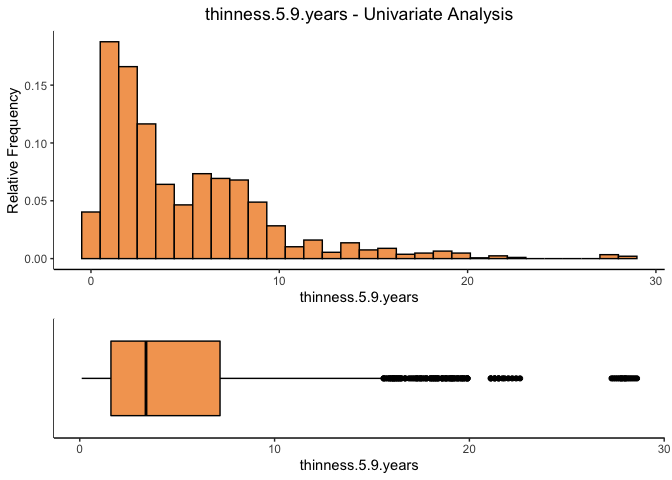 thinness.5.9.years - Univariate Analysis
Relative Frequency
0.15
0.10
0.05
0.00
0 10 20 30
thinness.5.9.years
0 10 20 30
thinness.5.9.years